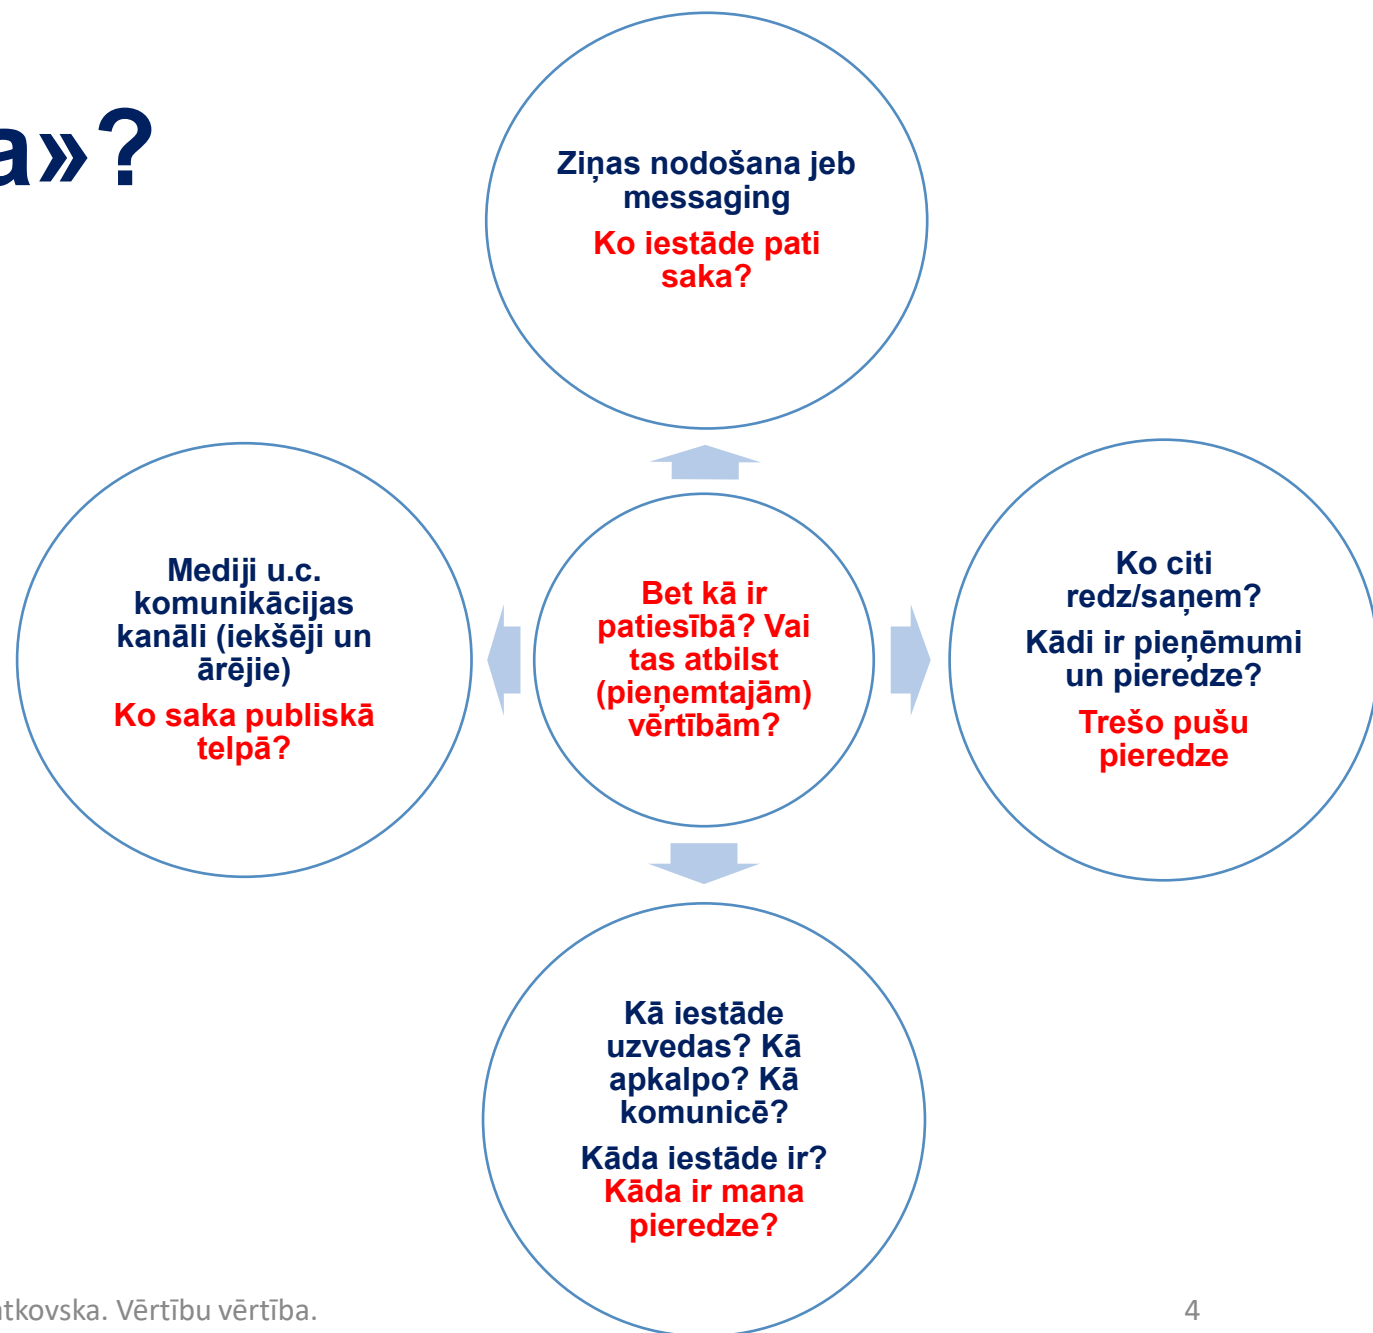 a»?
Ziņas nodošana jeb
messaging
Ko iestāde pati
saka?
Mediji u.c.
komunikācijas
kanāli (iekšēji un
ārējie)
Ko saka publiskā
telpā?
Bet kā ir
patiesībā? Vai
tas atbilst
(pieņemtajām)
vērtībām?
Ko citi
redz/saņem?
Kādi ir pieņēmumi
un pieredze?
Trešo pušu
pieredze
Kā iestāde
uzvedas? Kā
apkalpo? Kā
komunicē?
Kāda iestāde ir?
Kāda ir mana
pieredze?
atkovska. Vērtību vērtība.
4